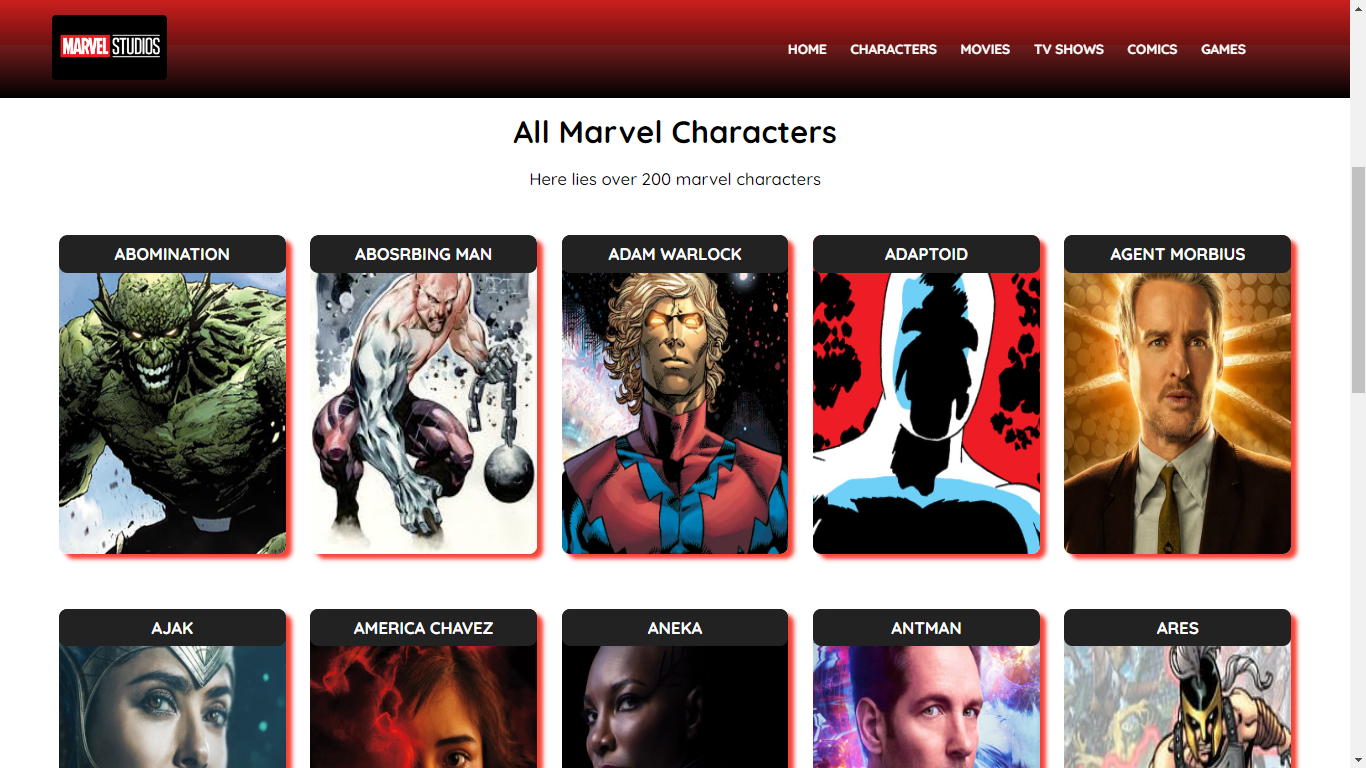 MARVEL STUDIOS
HOME CHARACTERS MOVIES TV SHOWS COMICS GAMES
All Marvel Characters
Here lies over 200 marvel characters
ABOMINATION
ABOSRBING MAN
ADAM WARLOCK
ADAPTOID
AGENT MORBIUS
AJAK
AMERICA CHAVEZ
ANEKA
ANTMAN
ARES